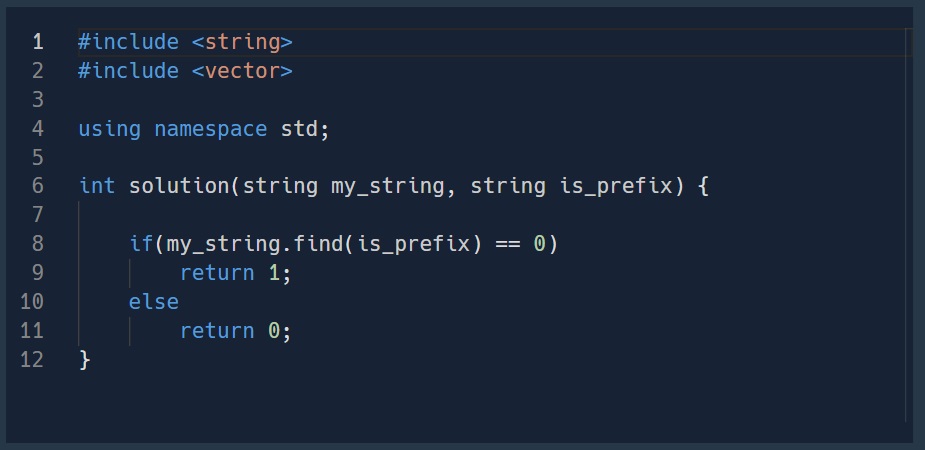 1 #include <string>
2 #include <vector>
3
4 using namespace std;
5
6 int solution(string my_string, string is_prefix) {
7
8     if(my_string.find(is_prefix) == 0)
9         return 1;
10     else
11         return 0;
12 }